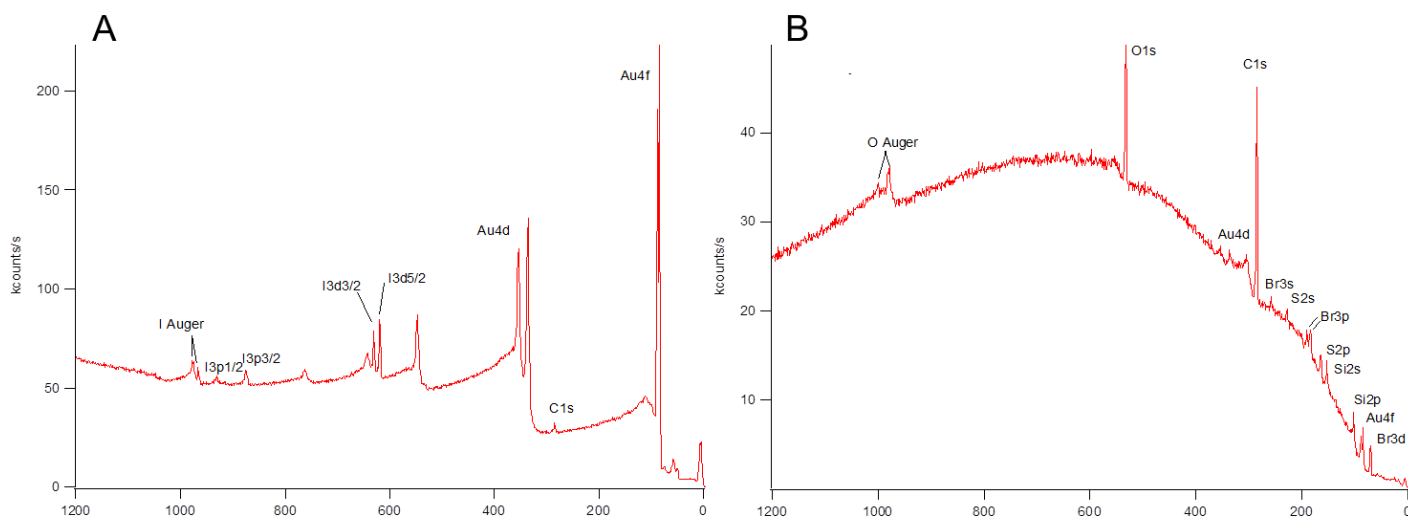 A
B
kcounts/s
200
150
100
50
0
1200
1000
800
600
400
200
0
Au4f
Au4d
I3d3/2
I3d5/2
I Auger
I3p1/2
I3p3/2
C1s
kcounts/s
40
30
20
10
1200
1000
800
600
400
200
0
O1s
C1s
O Auger
Au4d
Br3s
S2s
Br3p
S2p
Si2s
Si2p
Au4f
Br3d